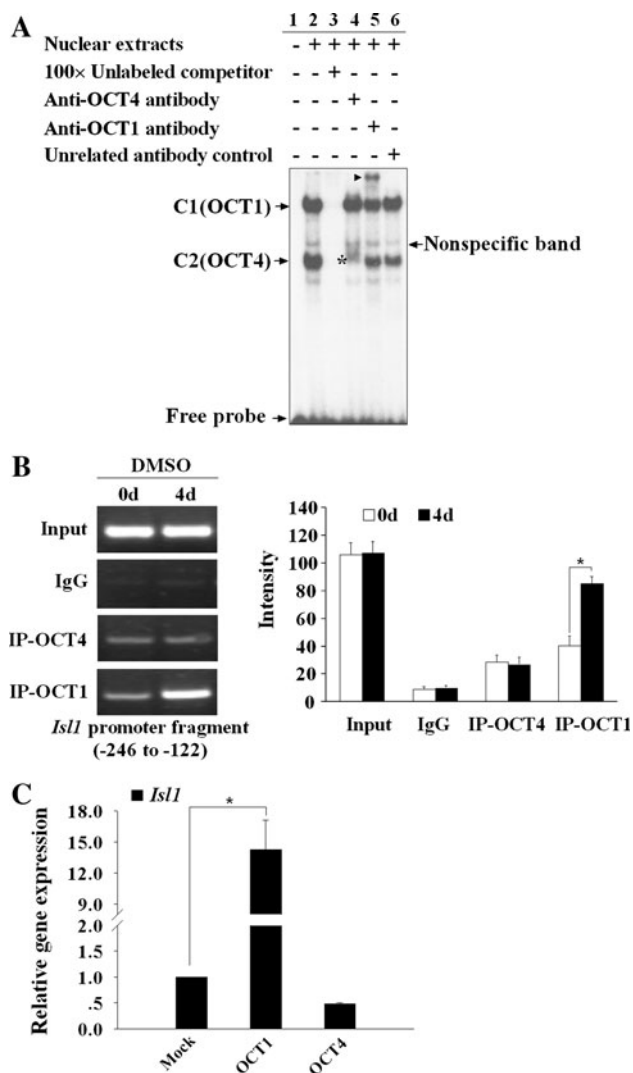 A
1 2 3 4 5 6
Nuclear extracts - + + + + +
100× Unlabeled competitor - - + - - -
Anti-OCT4 antibody - - - + - -
Anti-OCT1 antibody - - - - + -
Unrelated antibody control - - - - - +
C1(OCT1)
Nonspecific band
C2(OCT4)
*
Free probe
B
DMSO
0d 4d
Input
IgG
IP-OCT4
IP-OCT1
Isl1 promoter fragment
(-246 to -122)
0d 4d
Intensity
140
120
100
80
60
40
20
0
*
Input IgG IP-OCT4 IP-OCT1
C
Isl1
Relative gene expression
18.0
15.0
12.0
9.0
2.0
1.0
.5
0.0
*
Mock OCT1 OCT4